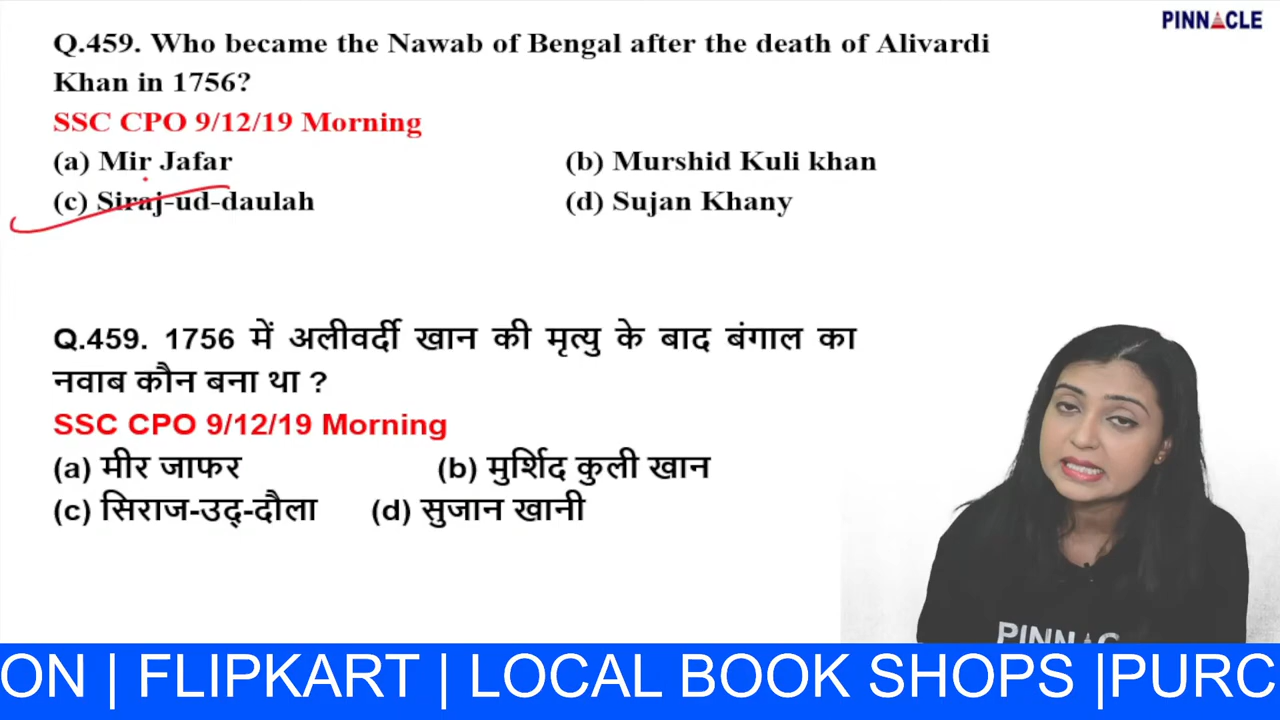 PINNACLE
Q.459. Who became the Nawab of Bengal after the death of Alivardi
Khan in 1756?
SSC CPO 9/12/19 Morning
(a) Mir Jafar (b) Murshid Kuli khan
(c) Siraj-ud-daulah (d) Sujan Khany
Q.459. 1756 में अलीवर्दी खान की मृत्यु के बाद बंगाल का
नवाब कौन बना था ?
SSC CPO 9/12/19 Morning
(a) मीर जाफर (b) मुर्शिद कुली खान
(c) सिराज-उद्-दौला (d) सुजान खानी
PINNAC
ON | FLIPKART | LOCAL BOOK SHOPS |PURC